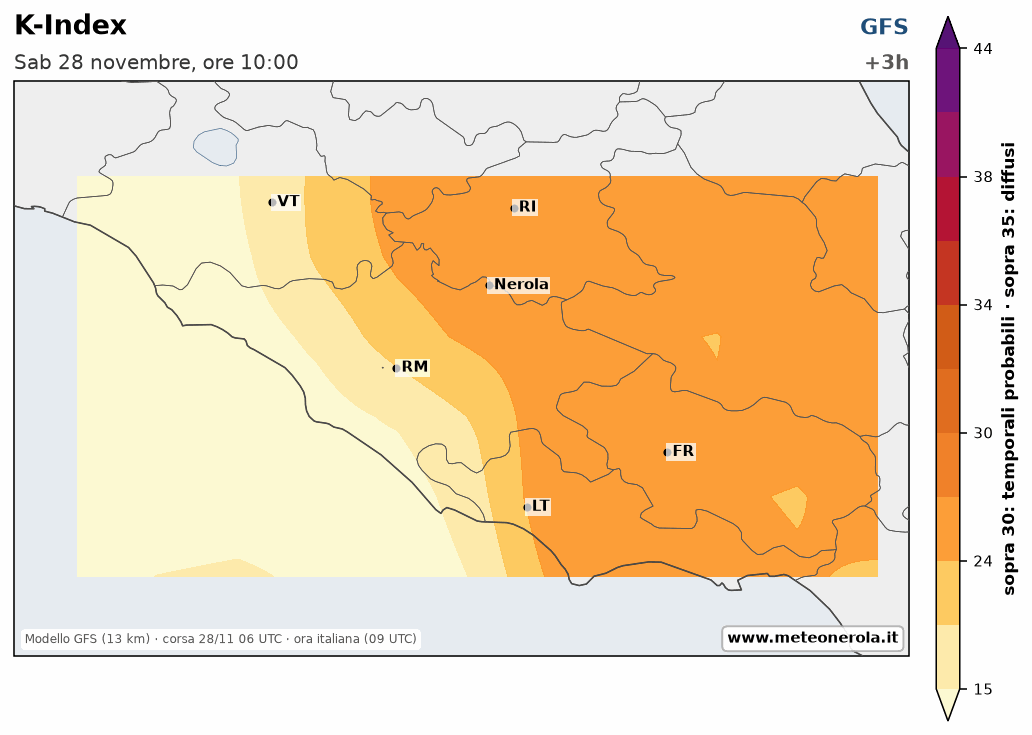 K-Index
GFS
Sab 28 novembre, ore 10:00
+3h
VT
RI
Nerola
RM
FR
LT
Modello GFS (13 km) · corsa 28/11 06 UTC · ora italiana (09 UTC)
www.meteonerola.it
44
38
34
30
24
15
sopra 30: temporali probabili · sopra 35: diffusi